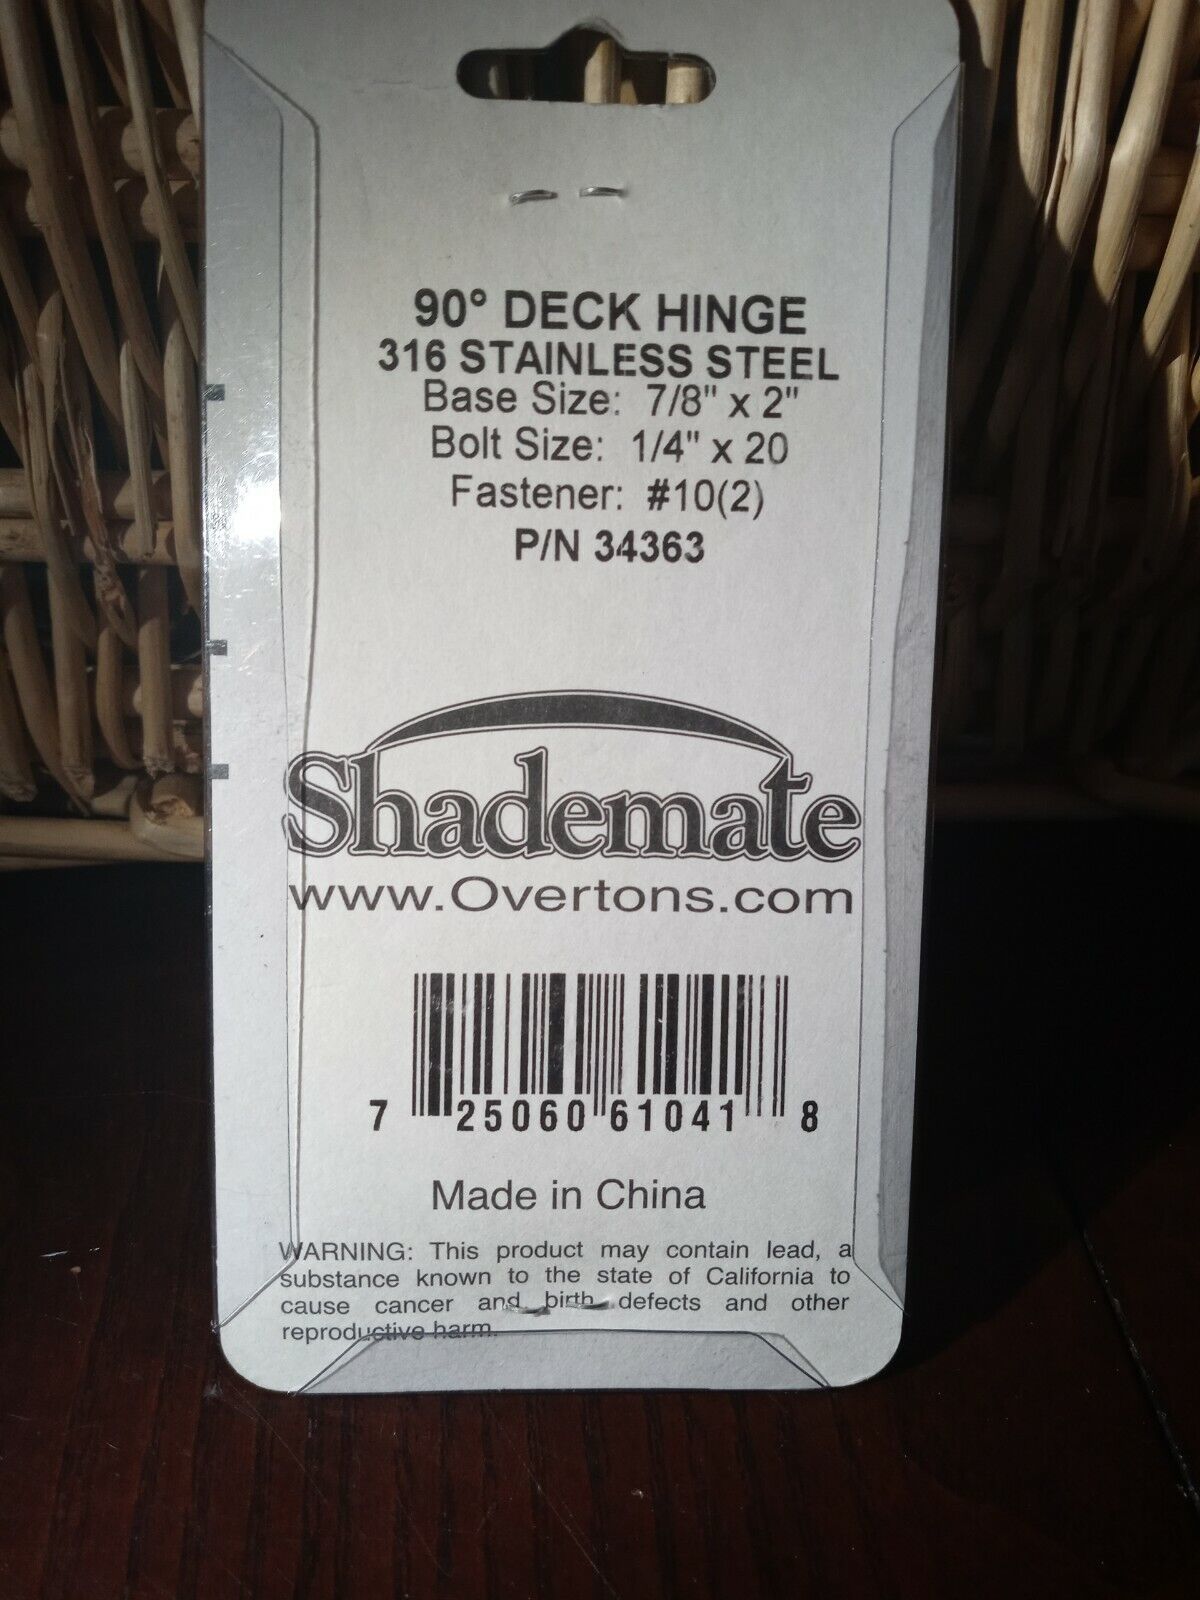 90° DECK HINGE
316 STAINLESS STEEL
Base Size: 7/8" x 2"
Bolt Size: 1/4" x 20
Fastener: #10(2)
P/N 34363
Shademate
www.Overtons.com
7 25060 61041 8
Made in China
WARNING: This product may contain lead, a
substance known to the state of California to
cause cancer and birth defects and other
reproductive harm.